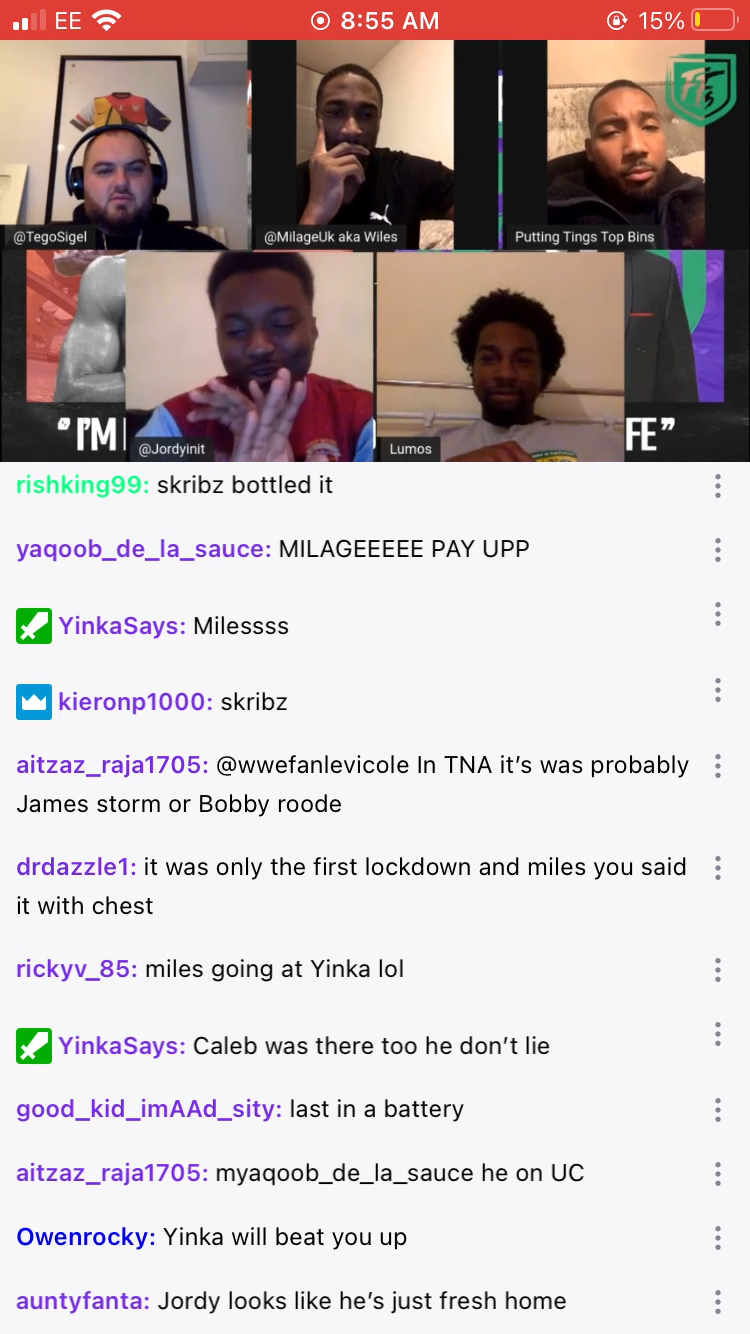 EE 8:55 AM 15%
FTS
@TegoSigel
@MilageUk aka Wiles
Putting Tings Top Bins
@Jordyinit
Lumos
“I'M
FE”
rishking99: skribz bottled it
yaqoob_de_la_sauce: MILAGEEEEE PAY UPP
YinkaSays: Milessss
kieronp1000: skribz
aitzaz_raja1705: @wwefanlevicole In TNA it’s was probably
James storm or Bobby roode
drdazzle1: it was only the first lockdown and miles you said
it with chest
rickyv_85: miles going at Yinka lol
YinkaSays: Caleb was there too he don’t lie
good_kid_imAAd_sity: last in a battery
aitzaz_raja1705: myaqoob_de_la_sauce he on UC
Owenrocky: Yinka will beat you up
auntyfanta: Jordy looks like he’s just fresh home